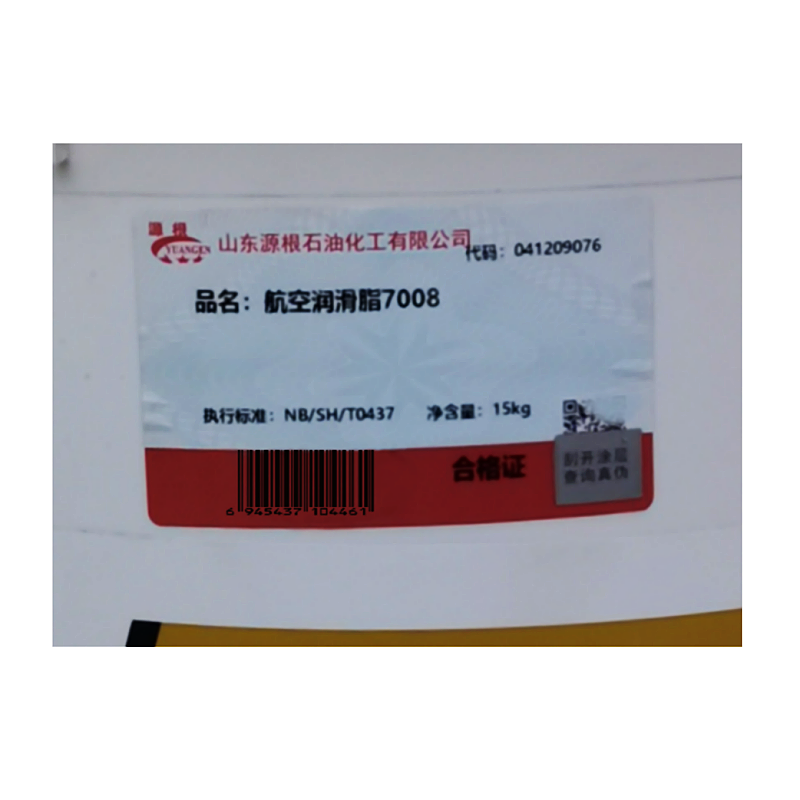 源根
YUANGEN
山东源根石油化工有限公司
代码：041209076
品名：航空润滑脂7008
执行标准：NB/SH/T0437
净含量：15kg
合格证
刮开涂层
查询真伪
6 945437 104461